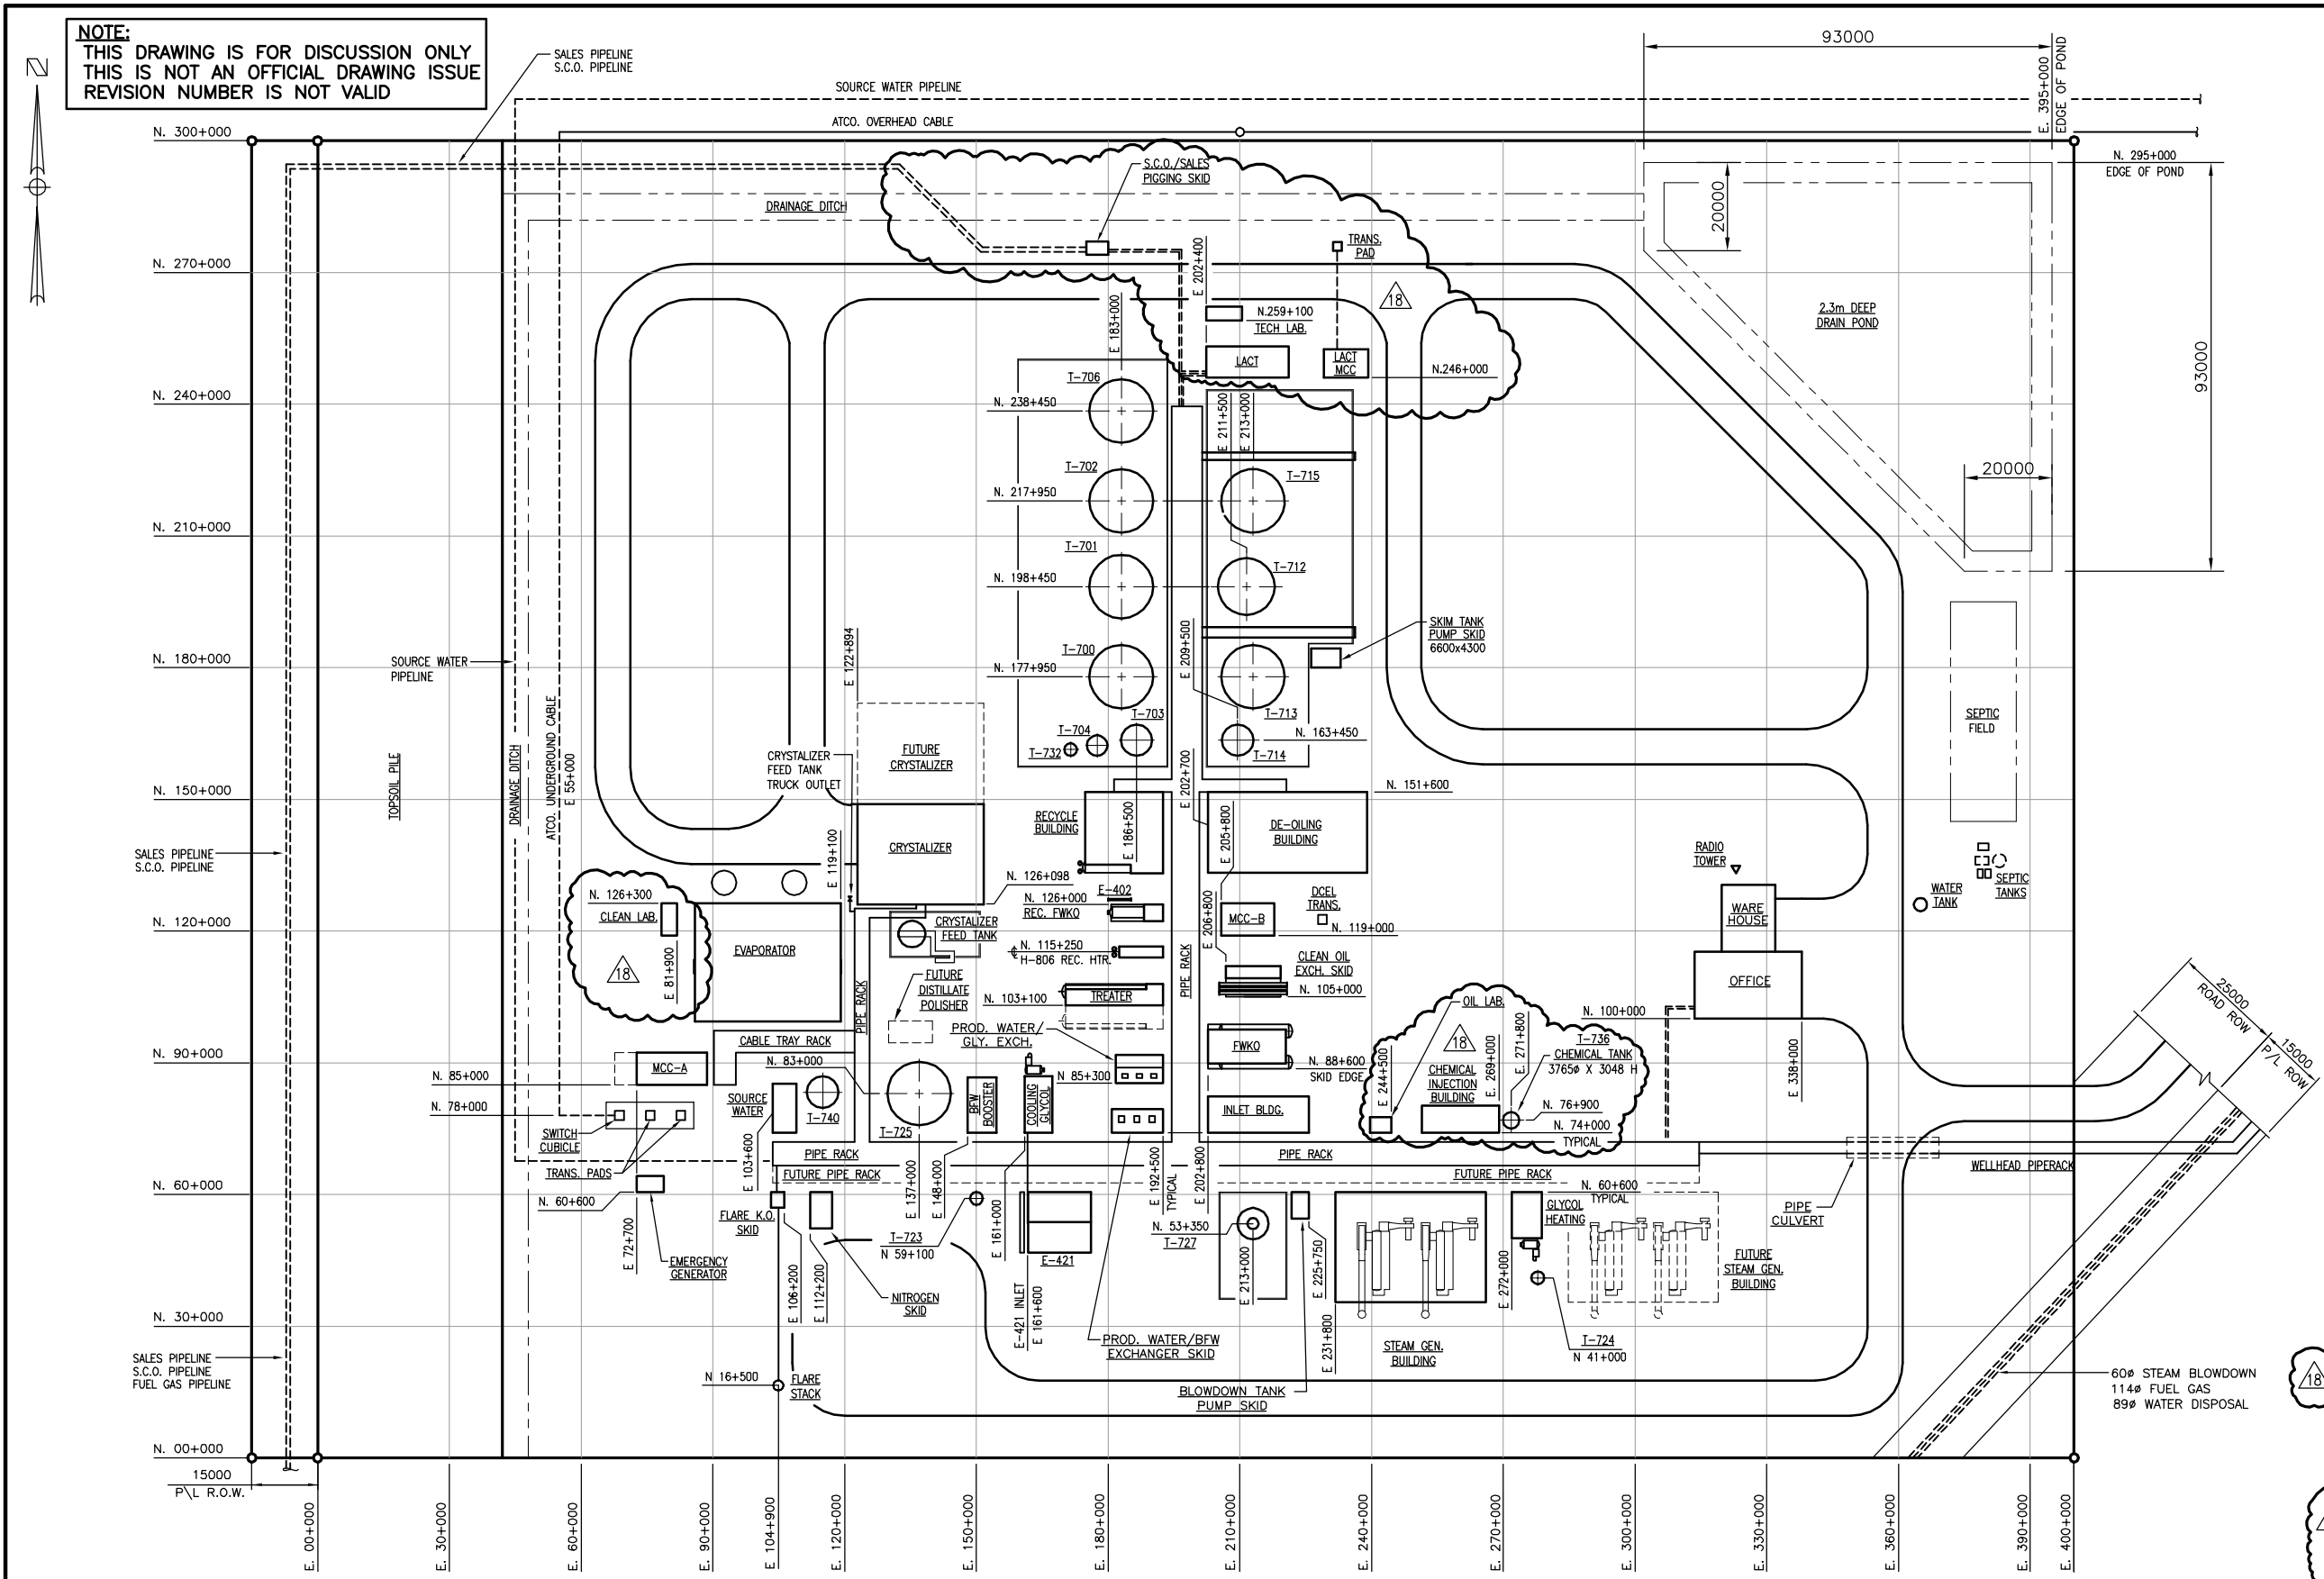 NOTE:
THIS DRAWING IS FOR DISCUSSION ONLY
THIS IS NOT AN OFFICIAL DRAWING ISSUE
REVISION NUMBER IS NOT VALID
N
SALES PIPELINE
S.C.O. PIPELINE
SOURCE WATER PIPELINE
ATCO. OVERHEAD CABLE
93000
E. 395+000
EDGE OF POND
N. 295+000
EDGE OF POND
20000
93000
20000
2.3m DEEP
DRAIN POND
N. 300+000
N. 270+000
N. 240+000
N. 210+000
N. 180+000
N. 150+000
N. 120+000
N. 90+000
N. 60+000
N. 30+000
N. 00+000
DRAINAGE DITCH
S.C.O./SALES
PIGGING SKID
TRANS.
PAD
E 202+400
E 183+000
18
N.259+100
TECH LAB.
LACT
LACT
MCC
N.246+000
T-706
N. 238+450
E 211+500
E 213+000
T-702
N. 217+950
T-715
T-701
N. 198+450
T-712
T-700
N. 177+950
E 209+500
T-713
SKIM TANK
PUMP SKID
6600x4300
T-703
T-704
T-732
N. 163+450
T-714
E 122+894
SOURCE WATER
PIPELINE
TOPSOIL PILE
DRAINAGE DITCH
ATCO. UNDERGROUND CABLE
E 55+000
CRYSTALIZER
FEED TANK
TRUCK OUTLET
FUTURE
CRYSTALIZER
CRYSTALIZER
E 119+100
RECYCLE
BUILDING
E 186+500
E 202+700
E 205+800
DE-OILING
BUILDING
N. 151+600
SEPTIC
FIELD
SALES PIPELINE
S.C.O. PIPELINE
N. 126+300
CLEAN LAB.
18
E 81+900
EVAPORATOR
N. 126+098
N. 126+000
REC. FWKO
E-402
CRYSTALIZER
FEED TANK
N. 115+250
H-806 REC. HTR.
FUTURE
DISTILLATE
POLISHER
N. 103+100
TREATER
PROD. WATER/
GLY. EXCH.
PIPE RACK
PIPE RACK
E 206+800
MCC-B
DCEL
TRANS.
N. 119+000
CLEAN OIL
EXCH. SKID
N. 105+000
RADIO
TOWER
WARE
HOUSE
OFFICE
WATER
TANK
SEPTIC
TANKS
25000
ROAD ROW
15000
P/L ROW
CABLE TRAY RACK
N. 83+000
MCC-A
N. 85+000
N. 78+000
SWITCH
CUBICLE
TRANS. PADS
SOURCE
WATER
T-740
T-725
BFW
BOOSTER
COOLING
GLYCOL
N 85+300
FWKO
N. 88+600
SKID EDGE
INLET BLDG.
E 244+500
OIL LAB.
18
CHEMICAL
INJECTION
BUILDING
E. 269+000
E. 271+800
T-736
CHEMICAL TANK
3765ø X 3048 H
N. 100+000
N. 76+900
N. 74+000
TYPICAL
E 338+000
PIPE RACK
FUTURE PIPE RACK
PIPE RACK
FUTURE PIPE RACK
WELLHEAD PIPERACK
E 103+600
N. 60+600
E 72+700
EMERGENCY
GENERATOR
FLARE K.O.
SKID
E 106+200
E 112+200
NITROGEN
SKID
E 137+000
E 148+000
T-723
N 59+100
E 161+000
E-421
E-421 INLET
E 161+600
E 192+500
TYPICAL
E 202+800
N. 53+350
T-727
E 213+000
E 225+750
E 231+800
N. 60+600
TYPICAL
GLYCOL
HEATING
E 272+000
PIPE
CULVERT
FUTURE
STEAM GEN.
BUILDING
STEAM GEN.
BUILDING
T-724
N 41+000
PROD. WATER/BFW
EXCHANGER SKID
BLOWDOWN TANK
PUMP SKID
N 16+500
FLARE
STACK
SALES PIPELINE
S.C.O. PIPELINE
FUEL GAS PIPELINE
60ø STEAM BLOWDOWN
114ø FUEL GAS
89ø WATER DISPOSAL
18
15000
P\L R.O.W.
E. 00+000
E. 30+000
E. 60+000
E. 90+000
E 104+900
E. 120+000
E. 150+000
E. 180+000
E. 210+000
E. 240+000
E. 270+000
E. 300+000
E. 330+000
E. 360+000
E. 390+000
E. 400+000